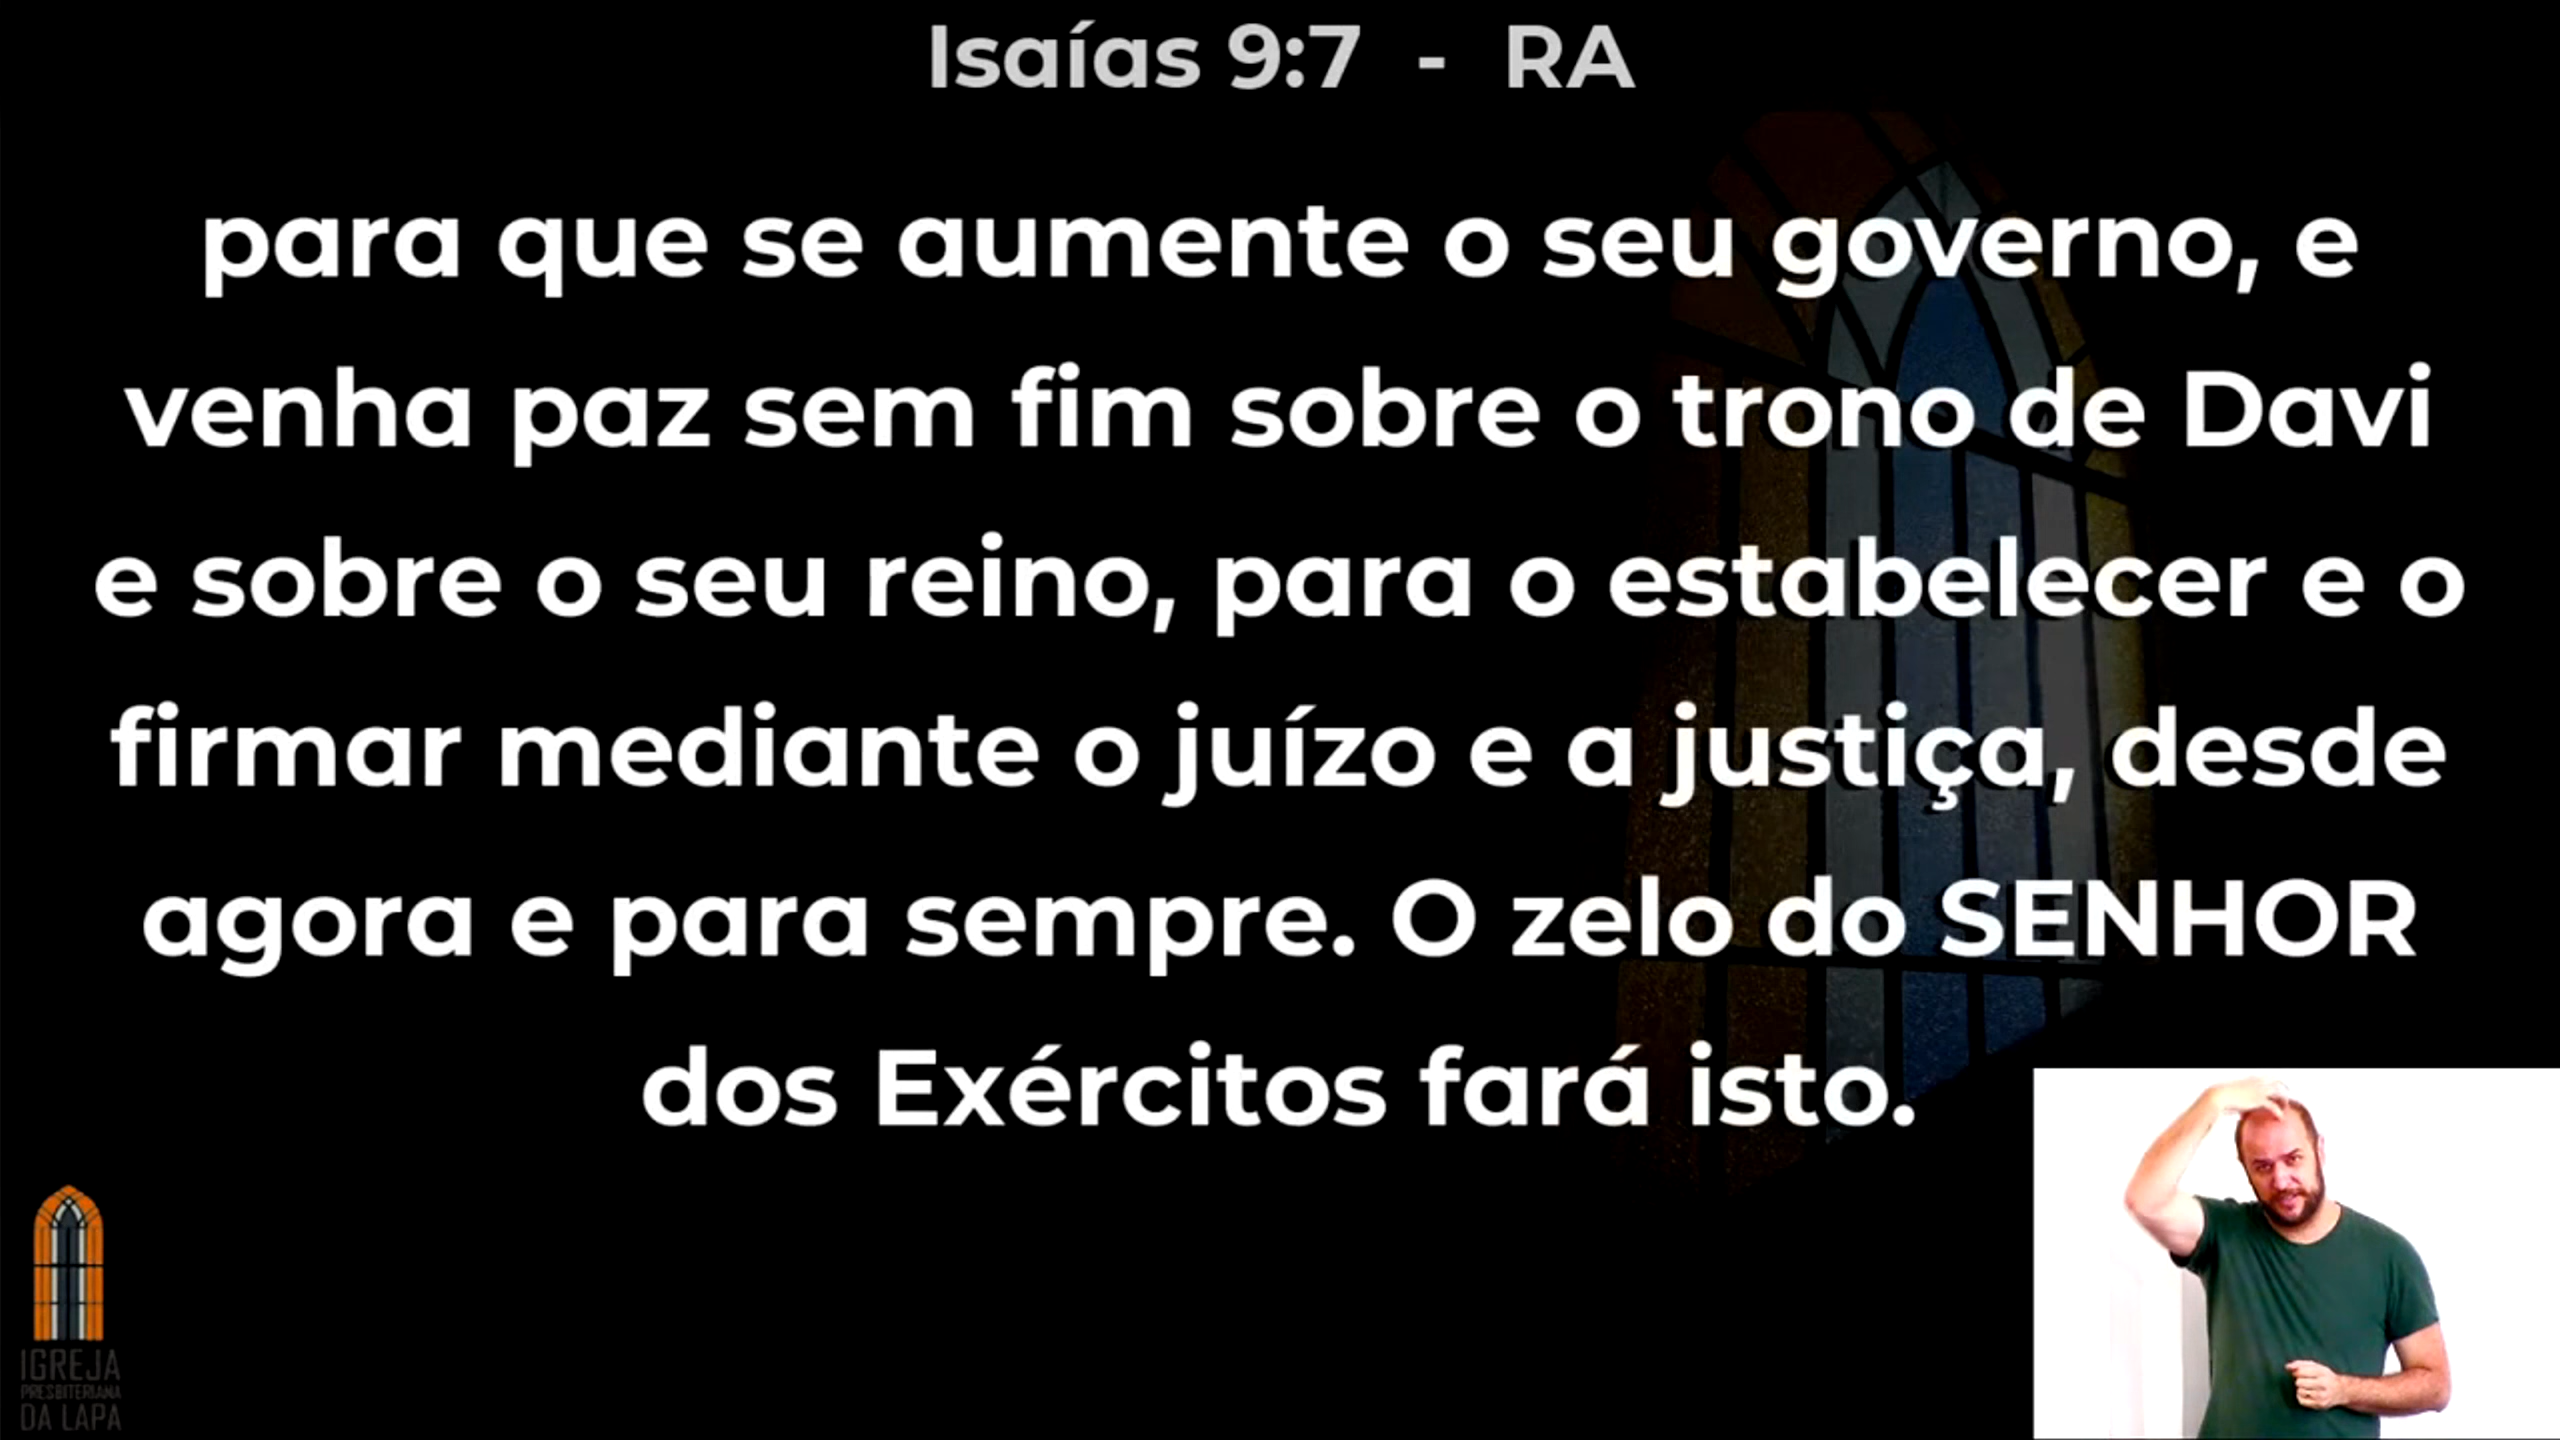 Isaías 9:7 - RA
para que se aumente o seu governo, e
venha paz sem fim sobre o trono de Davi
e sobre o seu reino, para o estabelecer e o
firmar mediante o juízo e a justiça, desde
agora e para sempre. O zelo do SENHOR
dos Exércitos fará isto.
IGREJA
PRESBITERIANA
DA LAPA